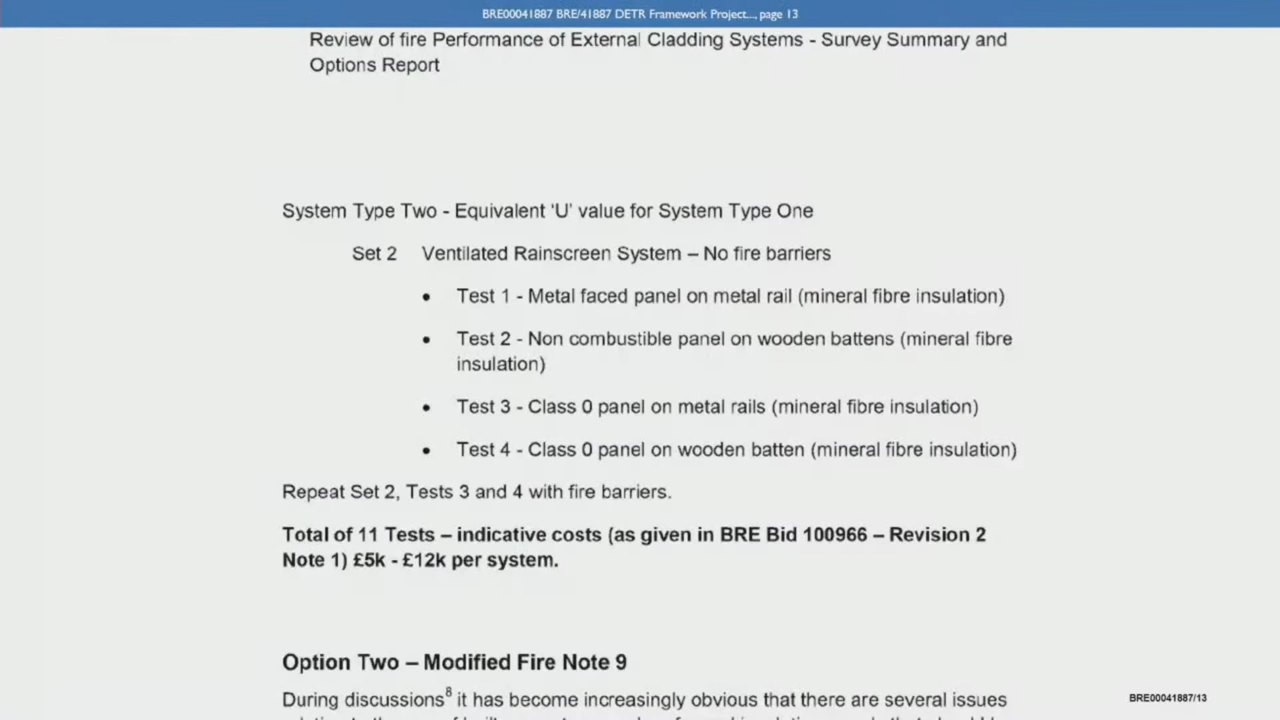 BRE00041887 BRE/41887 DETR Framework Project..., page 13
Review of fire Performance of External Cladding Systems - Survey Summary and
Options Report
System Type Two - Equivalent 'U' value for System Type One
Set 2 Ventilated Rainscreen System – No fire barriers
• Test 1 - Metal faced panel on metal rail (mineral fibre insulation)
• Test 2 - Non combustible panel on wooden battens (mineral fibre
insulation)
• Test 3 - Class 0 panel on metal rails (mineral fibre insulation)
• Test 4 - Class 0 panel on wooden batten (mineral fibre insulation)
Repeat Set 2, Tests 3 and 4 with fire barriers.
Total of 11 Tests – indicative costs (as given in BRE Bid 100966 – Revision 2
Note 1) £5k - £12k per system.
Option Two – Modified Fire Note 9
During discussions8 it has become increasingly obvious that there are several issues
BRE00041887/13